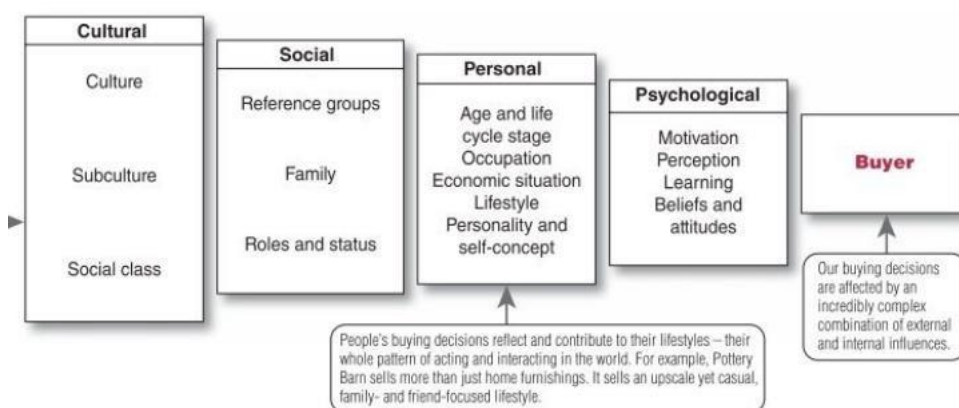 Cultural
Culture
Subculture
Social class
Social
Reference groups
Family
Roles and status
Personal
Age and life
cycle stage
Occupation
Economic situation
Lifestyle
Personality and
self-concept
Psychological
Motivation
Perception
Learning
Beliefs and
attitudes
Buyer
People's buying decisions reflect and contribute to their lifestyles – their
whole pattern of acting and interacting in the world. For example, Pottery
Barn sells more than just home furnishings. It sells an upscale yet casual,
family- and friend-focused lifestyle.
Our buying decisions
are affected by an
incredibly complex
combination of external
and internal influences.